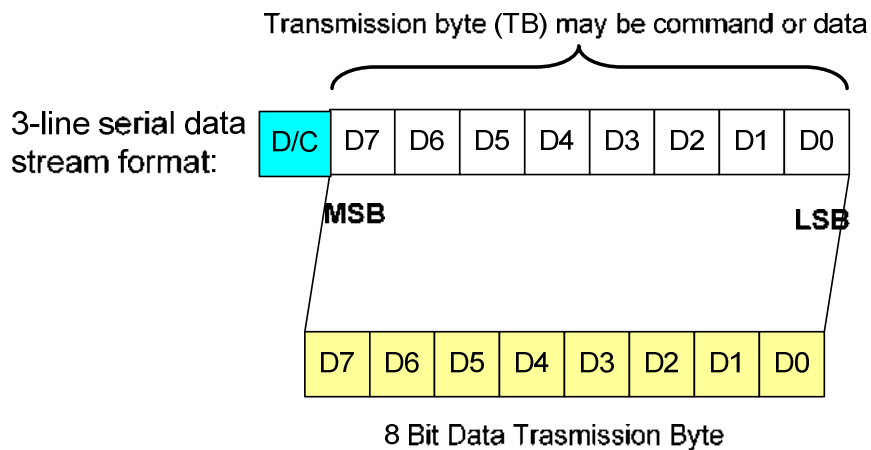 Transmission byte (TB) may be command or data
3-line serial data
stream format:
D/C D7 D6 D5 D4 D3 D2 D1 D0
MSB LSB
D7 D6 D5 D4 D3 D2 D1 D0
8 Bit Data Trasmission Byte